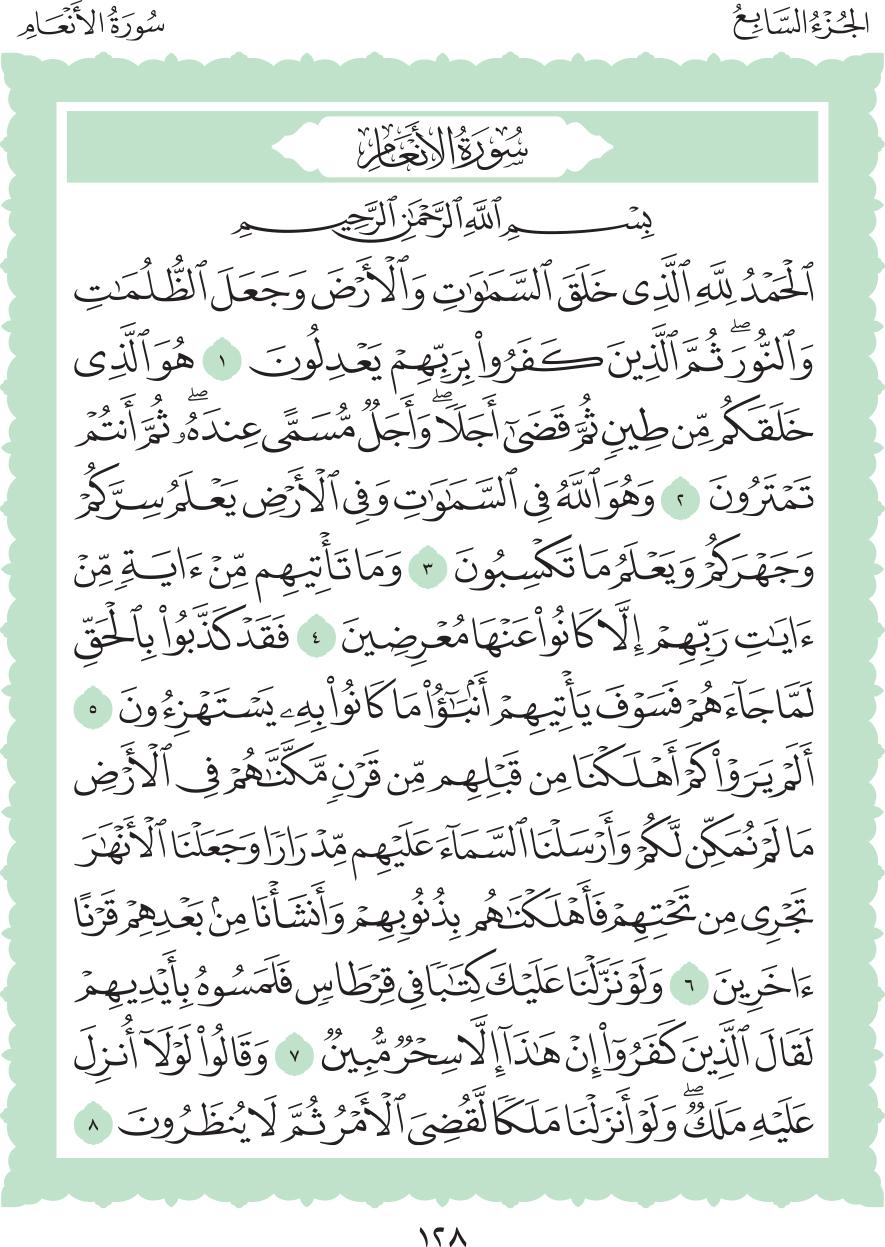 الجُزْءُ السَّابِعُ
سُورَةُ الأَنْعَامِ
سُورَةُ الأَنْعَامِ
بِسْمِ ٱللَّهِ ٱلرَّحْمَٰنِ ٱلرَّحِيمِ
ٱلْحَمْدُ لِلَّهِ ٱلَّذِى خَلَقَ ٱلسَّمَٰوَٰتِ وَٱلْأَرْضَ وَجَعَلَ ٱلظُّلُمَٰتِ
وَٱلنُّورَۖ ثُمَّ ٱلَّذِينَ كَفَرُواْ بِرَبِّهِمْ يَعْدِلُونَ ١ هُوَ ٱلَّذِى
خَلَقَكُم مِّن طِينٍ ثُمَّ قَضَىٰٓ أَجَلًاۖ وَأَجَلٌ مُّسَمًّى عِندَهُۥۖ ثُمَّ أَنتُمْ
تَمْتَرُونَ ٢ وَهُوَ ٱللَّهُ فِى ٱلسَّمَٰوَٰتِ وَفِى ٱلْأَرْضِ يَعْلَمُ سِرَّكُمْ
وَجَهْرَكُمْ وَيَعْلَمُ مَا تَكْسِبُونَ ٣ وَمَا تَأْتِيهِم مِّنْ ءَايَةٍ مِّنْ
ءَايَٰتِ رَبِّهِمْ إِلَّا كَانُواْ عَنْهَا مُعْرِضِينَ ٤ فَقَدْ كَذَّبُواْ بِٱلْحَقِّ
لَمَّا جَآءَهُمْ فَسَوْفَ يَأْتِيهِمْ أَنۢبَٰٓؤُاْ مَا كَانُواْ بِهِۦ يَسْتَهْزِءُونَ ٥
أَلَمْ يَرَوْاْ كَمْ أَهْلَكْنَا مِن قَبْلِهِم مِّن قَرْنٍ مَّكَّنَّٰهُمْ فِى ٱلْأَرْضِ
مَا لَمْ نُمَكِّن لَّكُمْ وَأَرْسَلْنَا ٱلسَّمَآءَ عَلَيْهِم مِّدْرَارًا وَجَعَلْنَا ٱلْأَنْهَٰرَ
تَجْرِى مِن تَحْتِهِمْ فَأَهْلَكْنَٰهُم بِذُنُوبِهِمْ وَأَنشَأْنَا مِنۢ بَعْدِهِمْ قَرْنًا
ءَاخَرِينَ ٦ وَلَوْ نَزَّلْنَا عَلَيْكَ كِتَٰبًا فِى قِرْطَاسٍ فَلَمَسُوهُ بِأَيْدِيهِمْ
لَقَالَ ٱلَّذِينَ كَفَرُوٓاْ إِنْ هَٰذَآ إِلَّا سِحْرٌ مُّبِينٌ ٧ وَقَالُواْ لَوْلَآ أُنزِلَ
عَلَيْهِ مَلَكٌۖ وَلَوْ أَنزَلْنَا مَلَكًا لَّقُضِىَ ٱلْأَمْرُ ثُمَّ لَا يُنظَرُونَ ٨
١٢٨